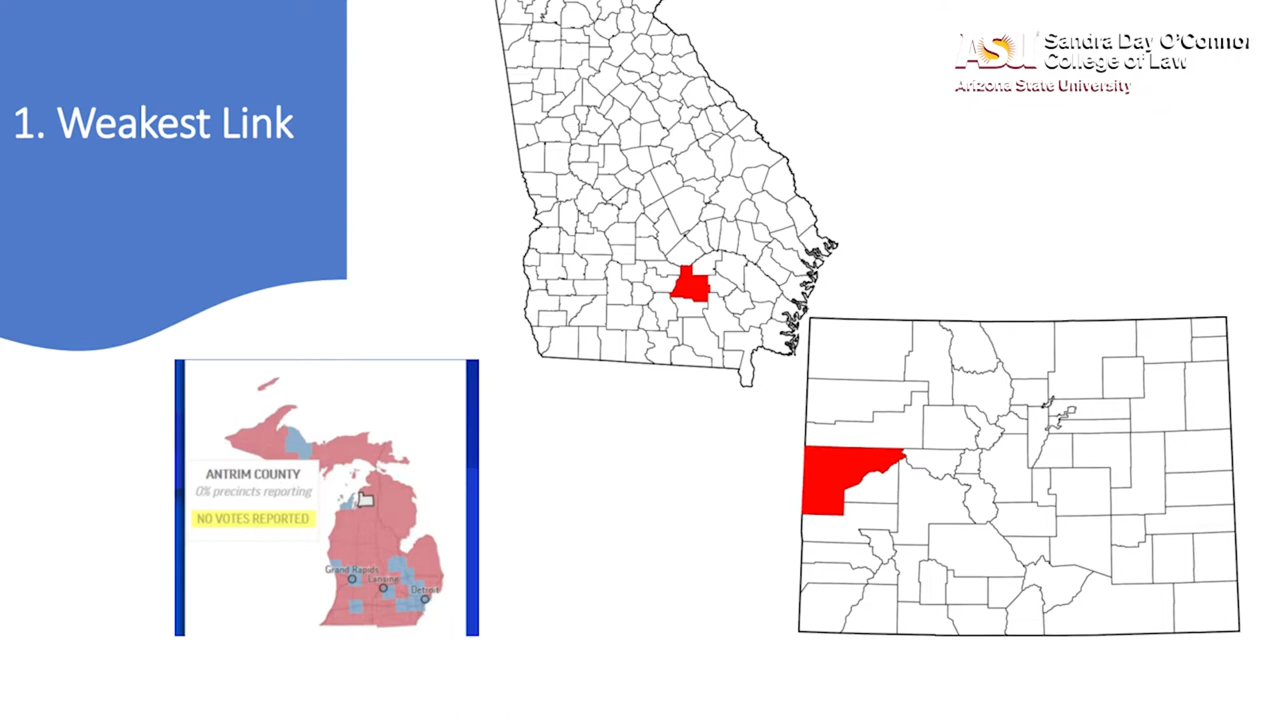 1. Weakest Link
ASU
Sandra Day O'Connor
College of Law
Arizona State University
ANTRIM COUNTY
0% precincts reporting
NO VOTES REPORTED
Grand Rapids
Lansing
Detroit